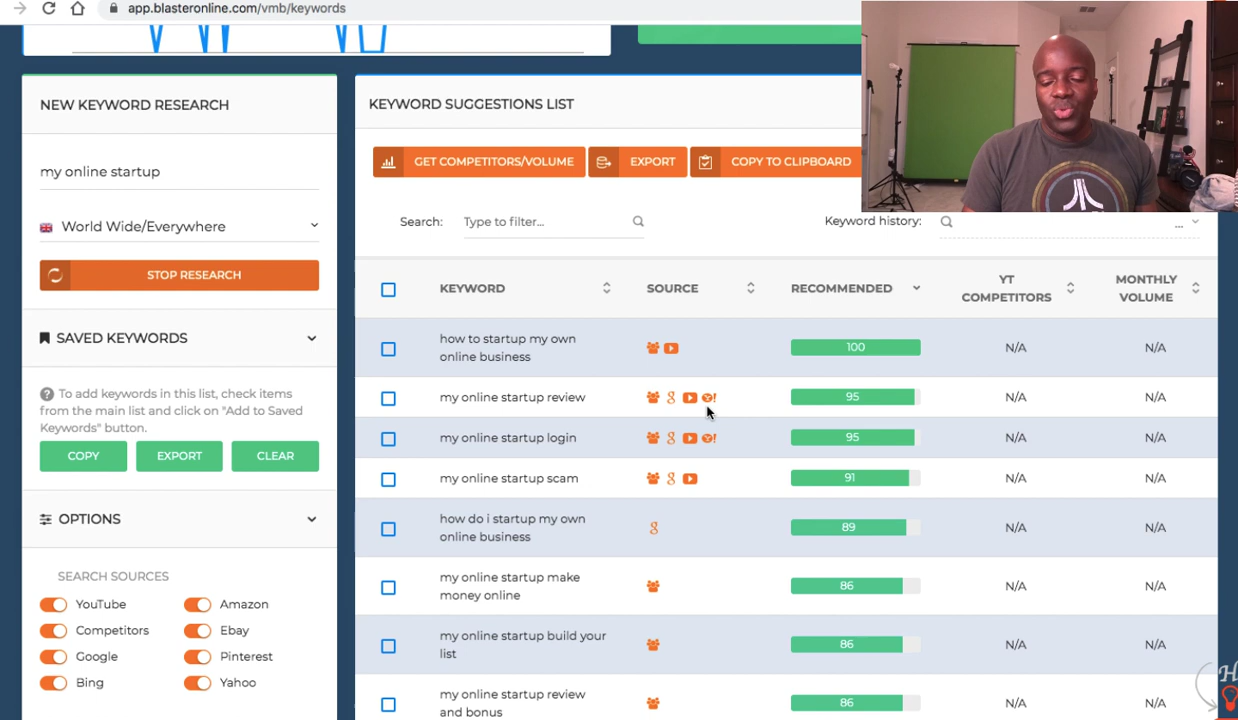 app.blasteronline.com/vmb/keywords
NEW KEYWORD RESEARCH
my online startup
World Wide/Everywhere
STOP RESEARCH
SAVED KEYWORDS
To add keywords in this list, check items
from the main list and click on "Add to Saved
Keywords" button.
COPY
EXPORT
CLEAR
OPTIONS
SEARCH SOURCES
YouTube
Amazon
Competitors
Ebay
Google
Pinterest
Bing
Yahoo
KEYWORD SUGGESTIONS LIST
GET COMPETITORS/VOLUME
EXPORT
COPY TO CLIPBOARD
Search:
Type to filter...
Keyword history:
...
KEYWORD
SOURCE
RECOMMENDED
YT
COMPETITORS
MONTHLY
VOLUME
how to startup my own
online business
100
N/A
N/A
my online startup review
95
N/A
N/A
my online startup login
95
N/A
N/A
my online startup scam
91
N/A
N/A
how do i startup my own
online business
89
N/A
N/A
my online startup make
money online
86
N/A
N/A
my online startup build your
list
86
N/A
N/A
my online startup review
and bonus
86
N/A
N/A